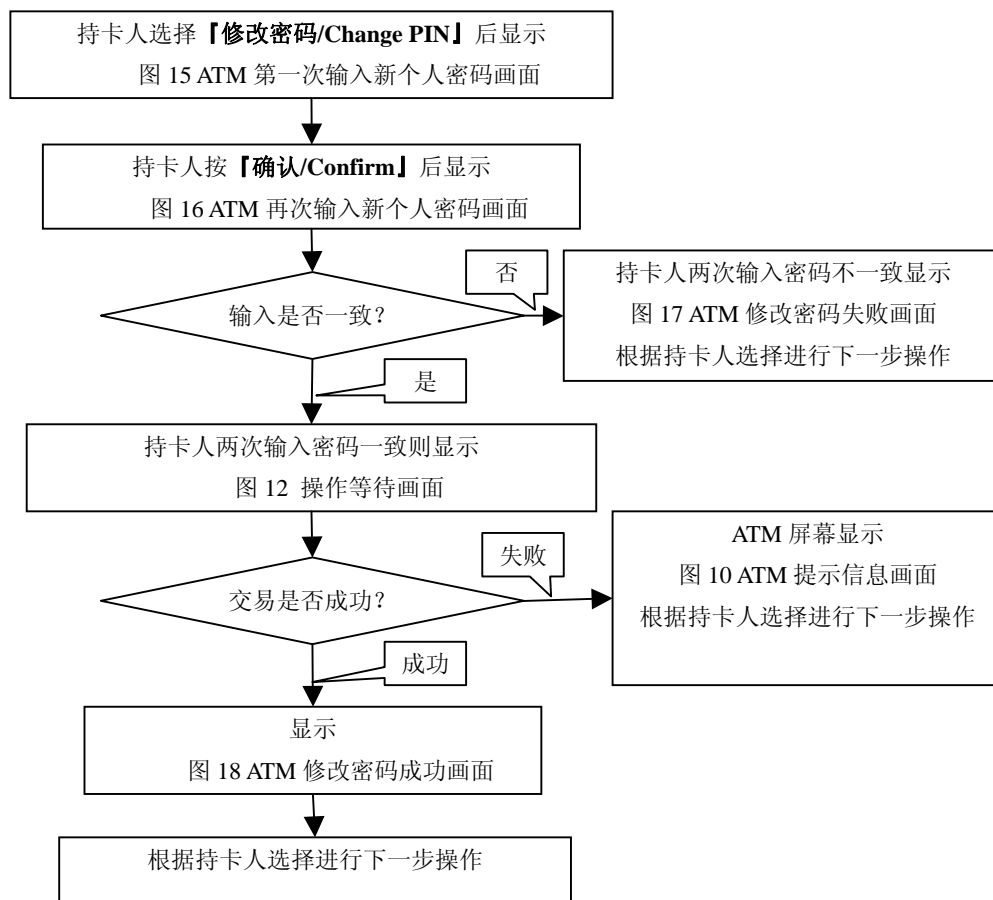 持卡人选择『修改密码/Change PIN』后显示
图 15 ATM 第一次输入新个人密码画面
持卡人按『确认/Confirm』后显示
图 16 ATM 再次输入新个人密码画面
输入是否一致？
否
持卡人两次输入密码不一致显示
图 17 ATM 修改密码失败画面
根据持卡人选择进行下一步操作
是
持卡人两次输入密码一致则显示
图 12 操作等待画面
交易是否成功？
失败
ATM 屏幕显示
图 10 ATM 提示信息画面
根据持卡人选择进行下一步操作
成功
显示
图 18 ATM 修改密码成功画面
根据持卡人选择进行下一步操作